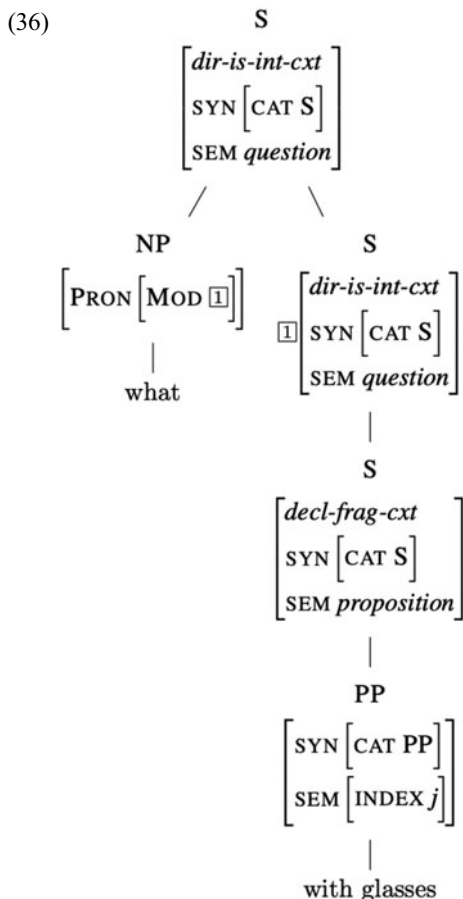 (36)
S
[dir-is-int-cxt
SYN [CAT S]
SEM question]
NP S
[PRON [MOD 1]] 1 [dir-is-int-cxt
SYN [CAT S]
SEM question]
what
S
[decl-frag-cxt
SYN [CAT S]
SEM proposition]
PP
[SYN [CAT PP]
SEM [INDEX j]]
with glasses